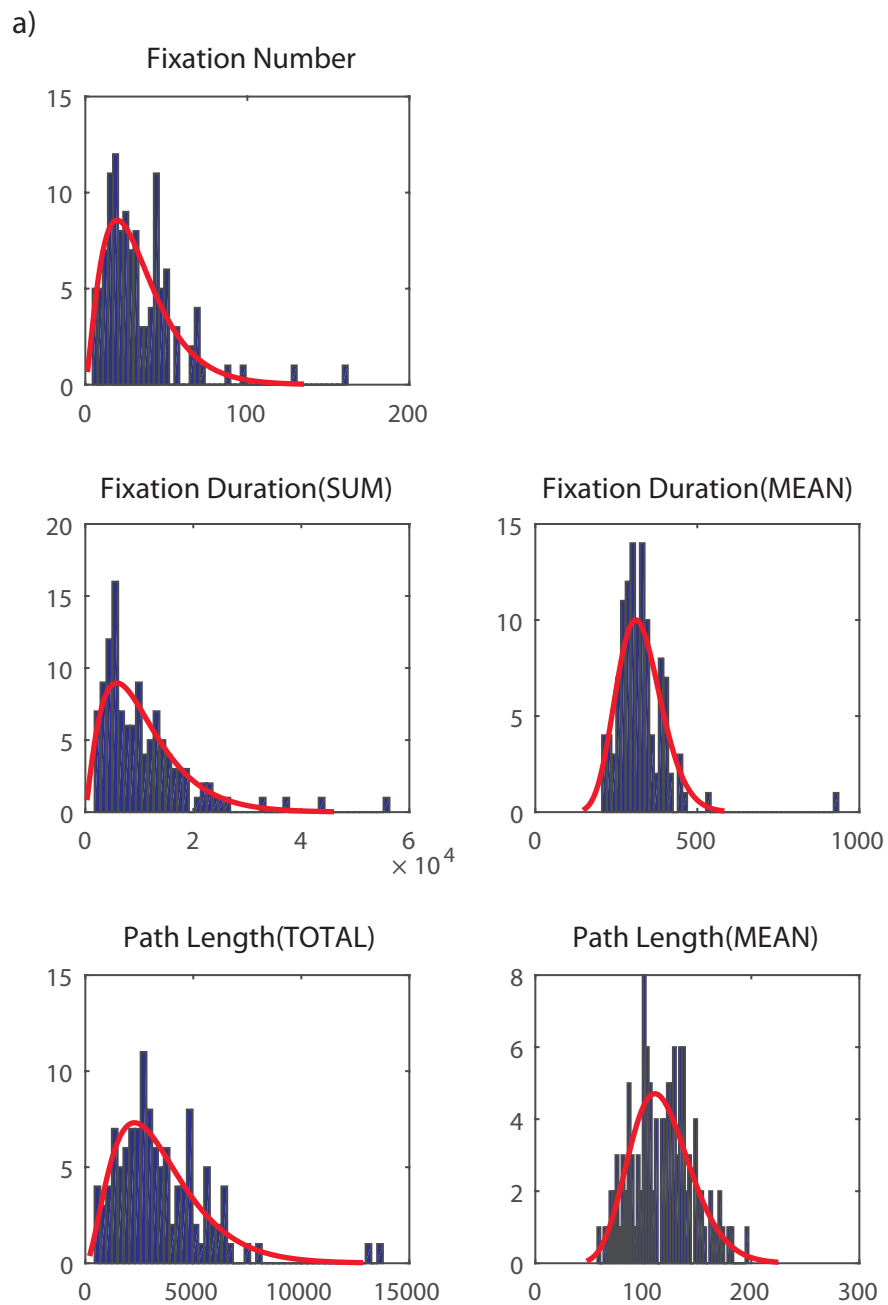 a)
Fixation Number
15
10
5
0
0 100 200
Fixation Duration(SUM)
20
15
10
5
0
0 2 4 6
× 10 4
Fixation Duration(MEAN)
15
10
5
0
0 500 1000
Path Length(TOTAL)
15
10
5
0
0 5000 10000 15000
Path Length(MEAN)
8
6
4
2
0
0 100 200 300